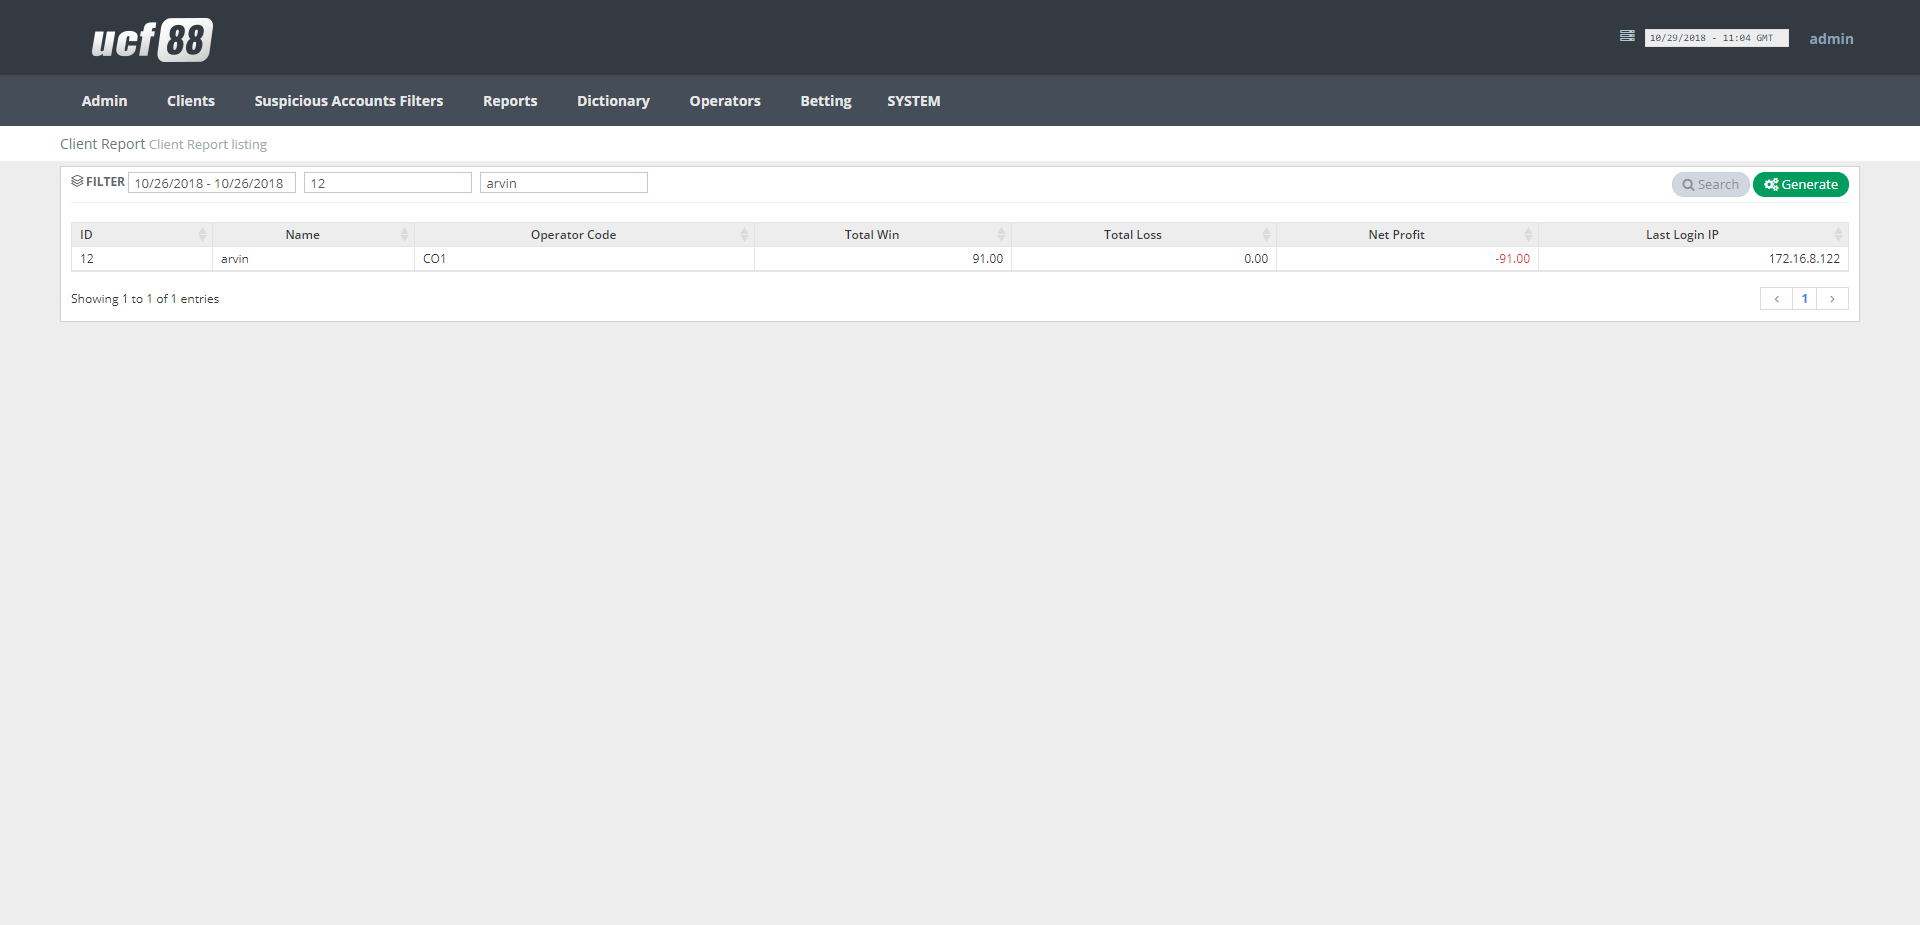 ucf 88
10/29/2018 - 11:04 GMT
admin
Admin Clients Suspicious Accounts Filters Reports Dictionary Operators Betting SYSTEM
Client Report Client Report listing
FILTER 10/26/2018 - 10/26/2018 12 arvin Search Generate
ID Name Operator Code Total Win Total Loss Net Profit Last Login IP
12 arvin CO1 91.00 0.00 -91.00 172.16.8.122
Showing 1 to 1 of 1 entries
‹ 1 ›